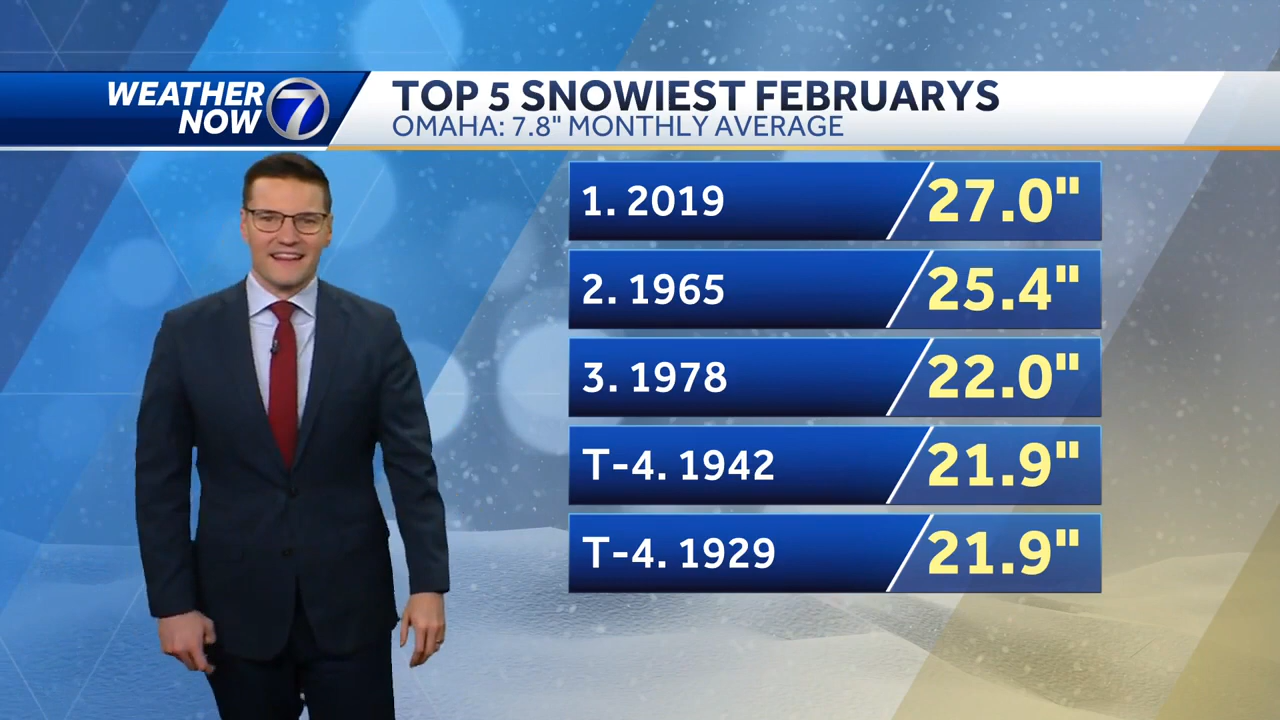 WEATHER
NOW 7
TOP 5 SNOWIEST FEBRUARYS
OMAHA: 7.8" MONTHLY AVERAGE
1. 2019 27.0"
2. 1965 25.4"
3. 1978 22.0"
T-4. 1942 21.9"
T-4. 1929 21.9"